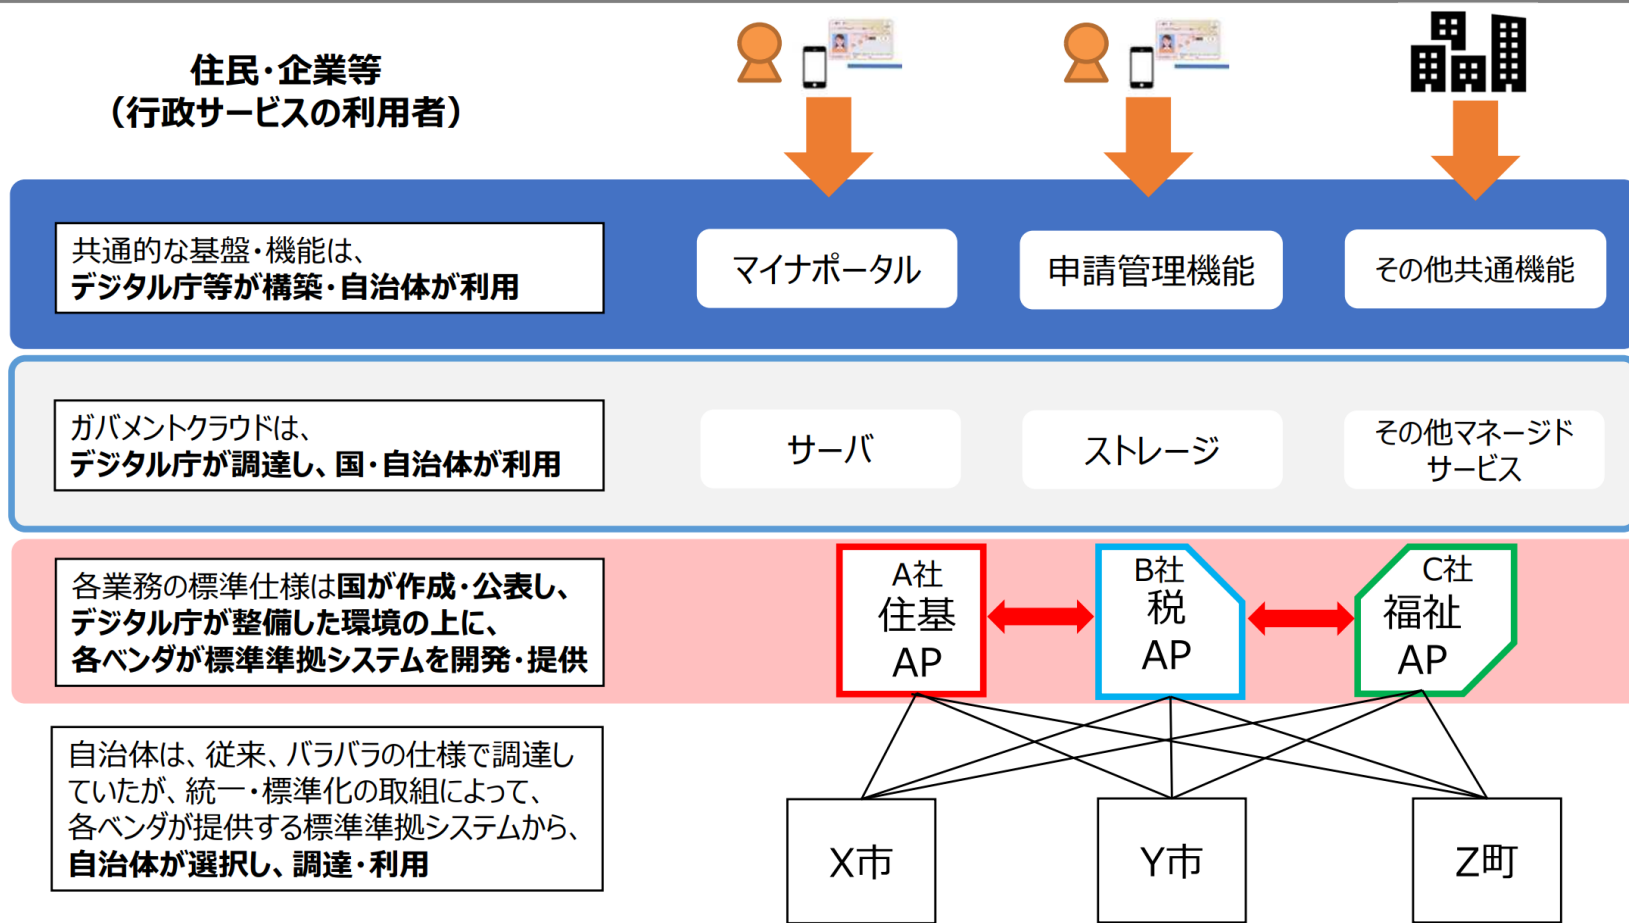 住民・企業等
（行政サービスの利用者）
共通的な基盤・機能は、
デジタル庁等が構築・自治体が利用
マイナポータル
申請管理機能
その他共通機能
ガバメントクラウドは、
デジタル庁が調達し、国・自治体が利用
サーバ
ストレージ
その他マネージド
サービス
各業務の標準仕様は国が作成・公表し、
デジタル庁が整備した環境の上に、
各ベンダが標準準拠システムを開発・提供
A社
住基
AP
B社
税
AP
C社
福祉
AP
自治体は、従来、バラバラの仕様で調達し
ていたが、統一・標準化の取組によって、
各ベンダが提供する標準準拠システムから、
自治体が選択し、調達・利用
X市
Y市
Z町